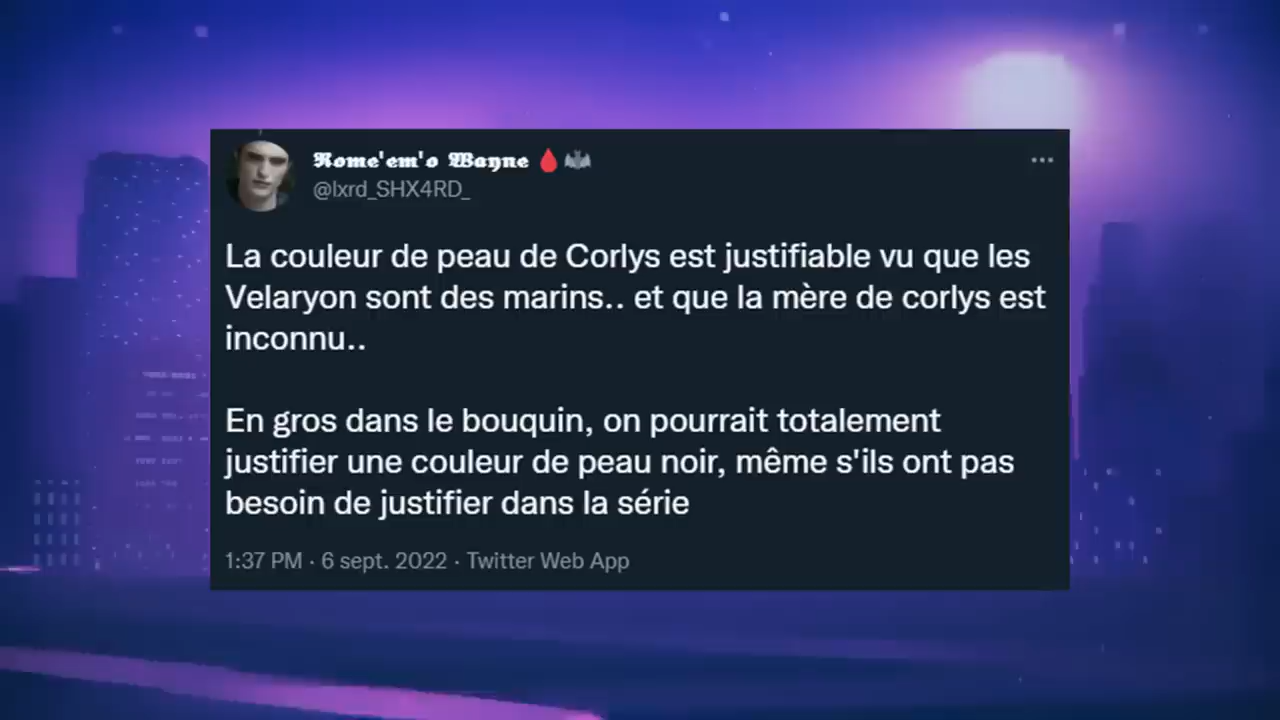 Rome'em'o Wayne 🩸🦇
@lxrd_SHX4RD_
La couleur de peau de Corlys est justifiable vu que les
Velaryon sont des marins.. et que la mère de corlys est
inconnu..
En gros dans le bouquin, on pourrait totalement
justifier une couleur de peau noir, même s'ils ont pas
besoin de justifier dans la série
1:37 PM · 6 sept. 2022 · Twitter Web App